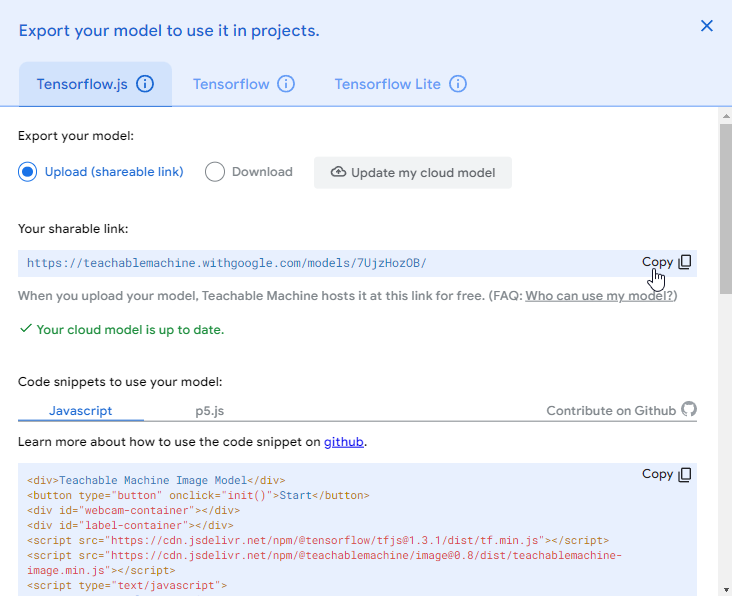 Export your model to use it in projects.
Tensorflow.js Tensorflow Tensorflow Lite
Export your model:
Upload (shareable link) Download Update my cloud model
Your sharable link:
https://teachablemachine.withgoogle.com/models/7UjzHozOB/ Copy
When you upload your model, Teachable Machine hosts it at this link for free. (FAQ: Who can use my model?)
Your cloud model is up to date.
Code snippets to use your model:
Javascript p5.js Contribute on Github
Learn more about how to use the code snippet on github.
Copy
<div>Teachable Machine Image Model</div>
<button type="button" onclick="init()">Start</button>
<div id="webcam-container"></div>
<div id="label-container"></div>
<script src="https://cdn.jsdelivr.net/npm/@tensorflow/tfjs@1.3.1/dist/tf.min.js"></script>
<script src="https://cdn.jsdelivr.net/npm/@teachablemachine/image@0.8/dist/teachablemachine-
image.min.js"></script>
<script type="text/javascript">